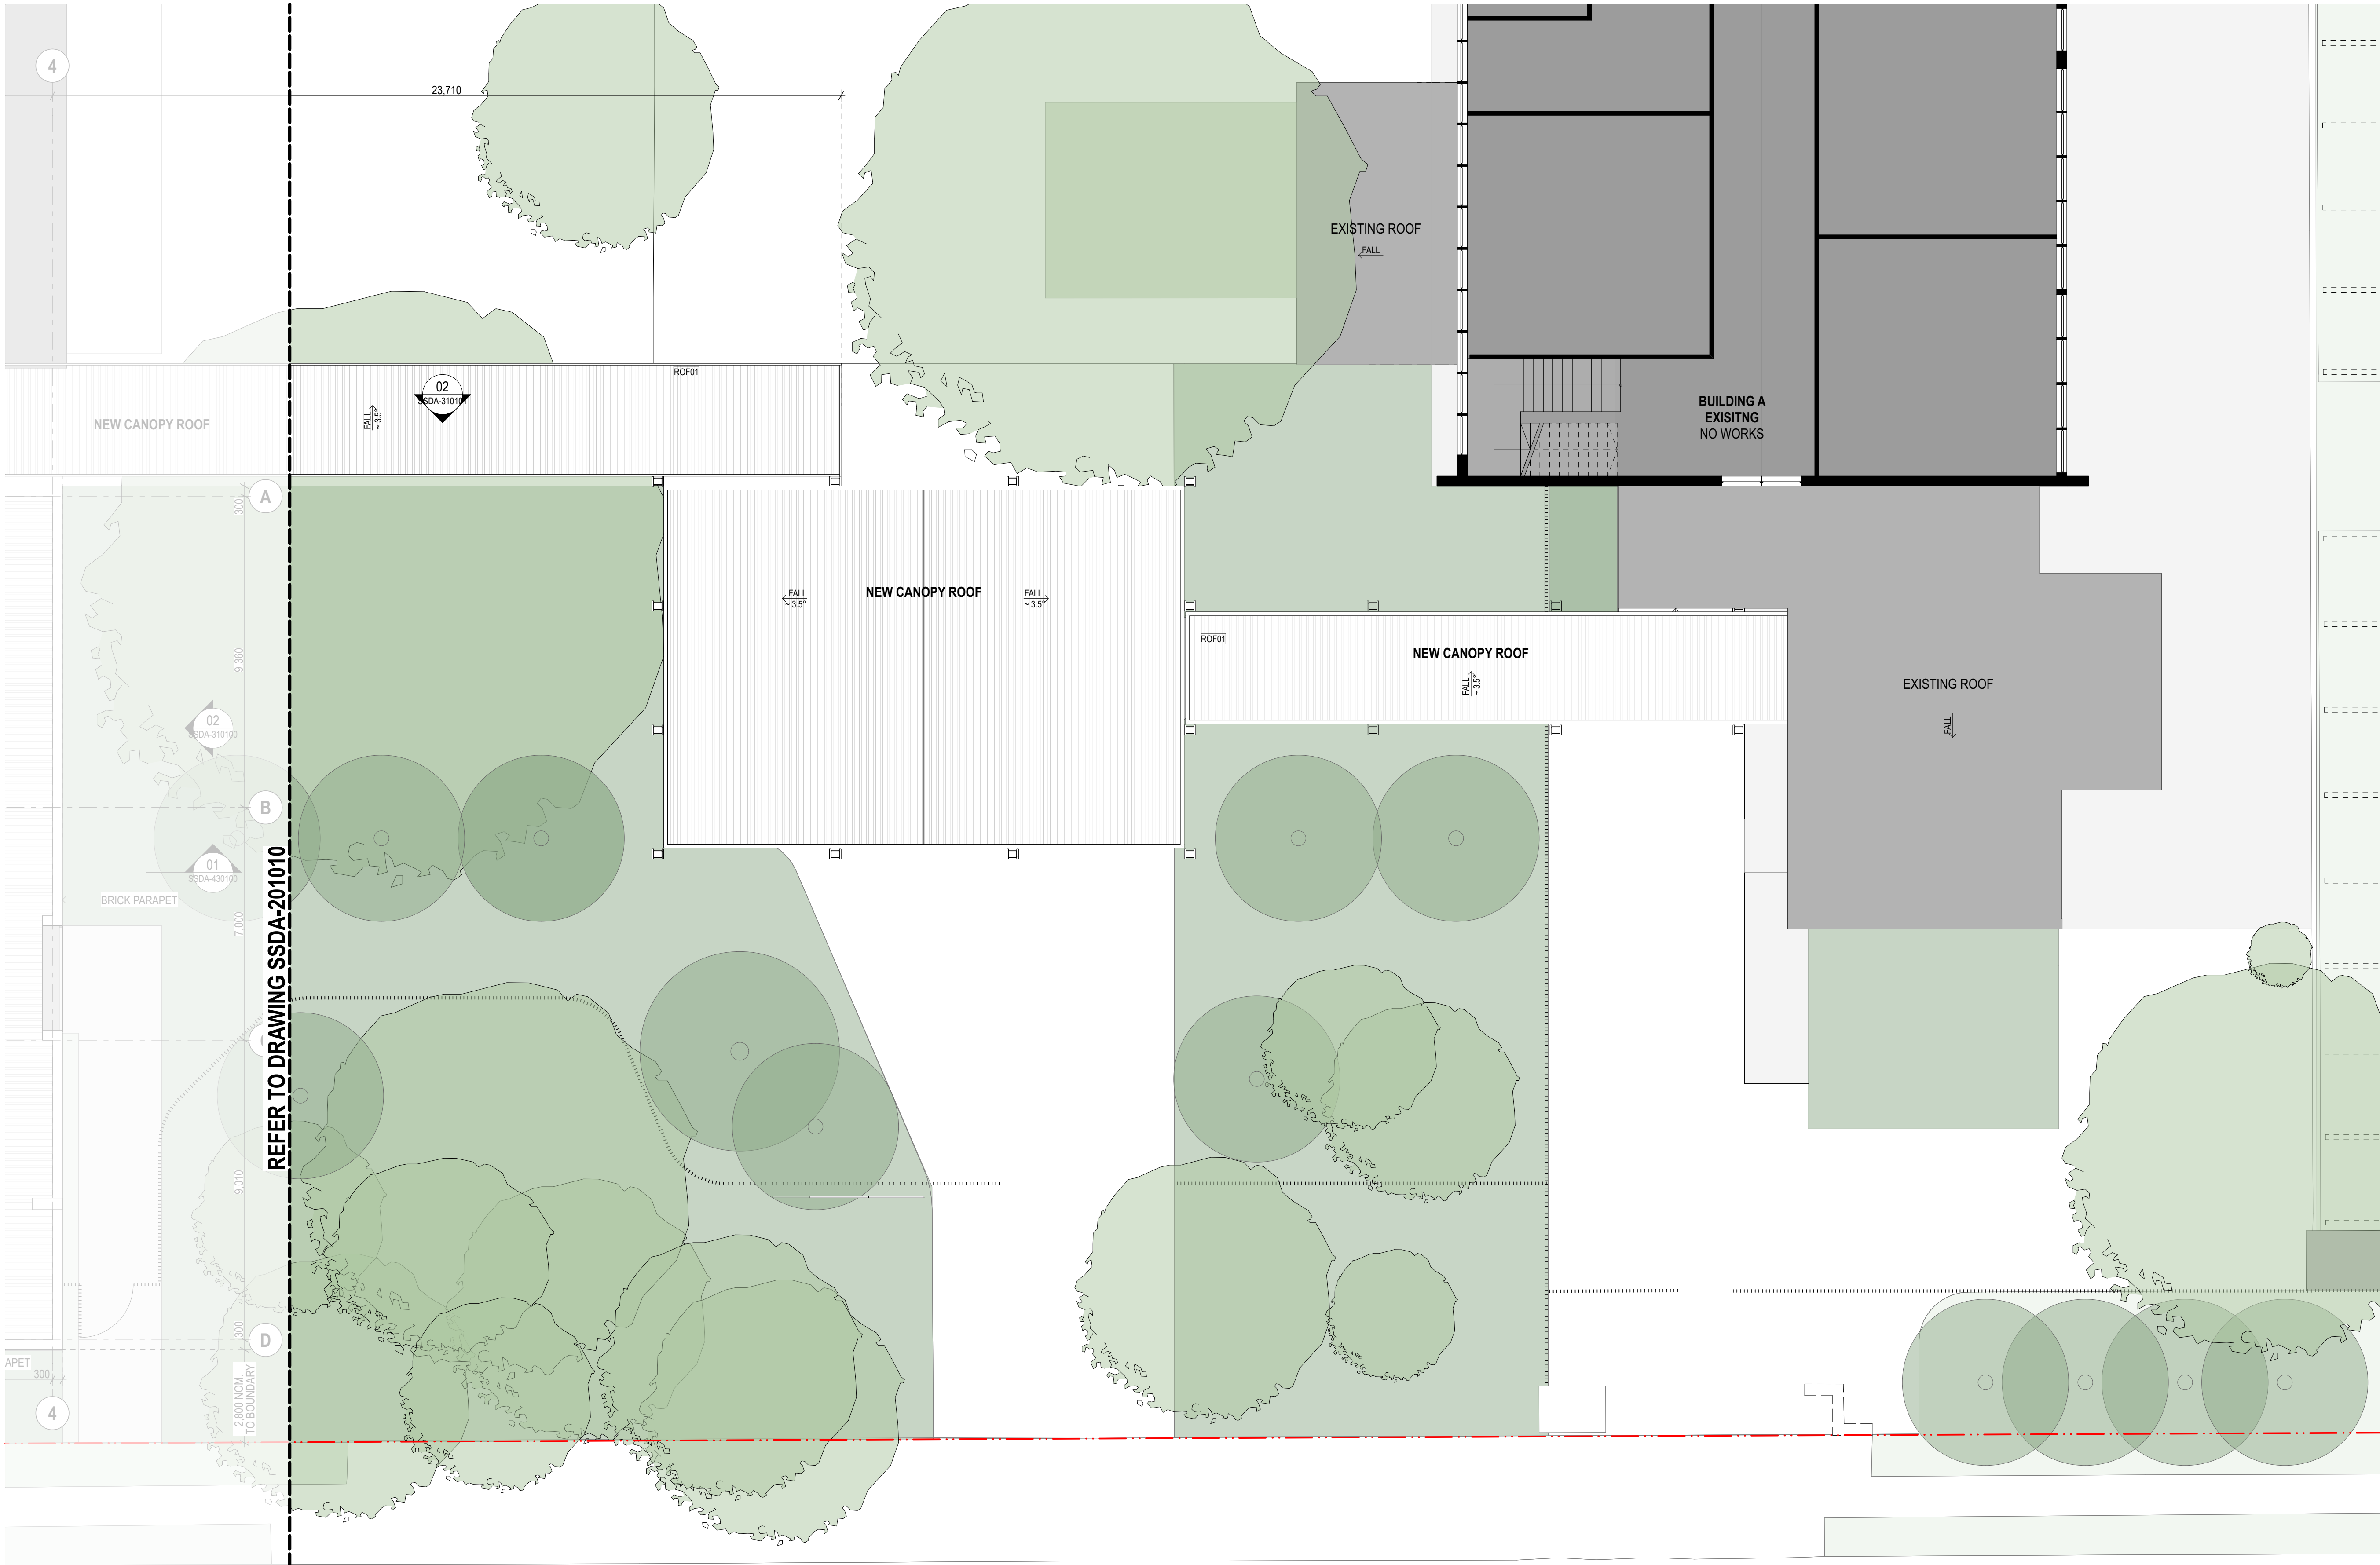 4
23,710
EXISTING ROOF
FALL
ROF01
02
SSDA-310101
FALL
~ 3.5°
NEW CANOPY ROOF
BUILDING A
EXISITNG
NO WORKS
A
300
NEW CANOPY ROOF
FALL
~ 3.5°
FALL
~ 3.5°
ROF01
NEW CANOPY ROOF
FALL
~ 3.5°
9,360
EXISTING ROOF
FALL
02
SSDA-310100
B
01
SSDA-430100
BRICK PARAPET
7,000
REFER TO DRAWING SSDA-201010
9,010
300
D
APET
300
2,800 NOM.
TO BOUNDARY
4